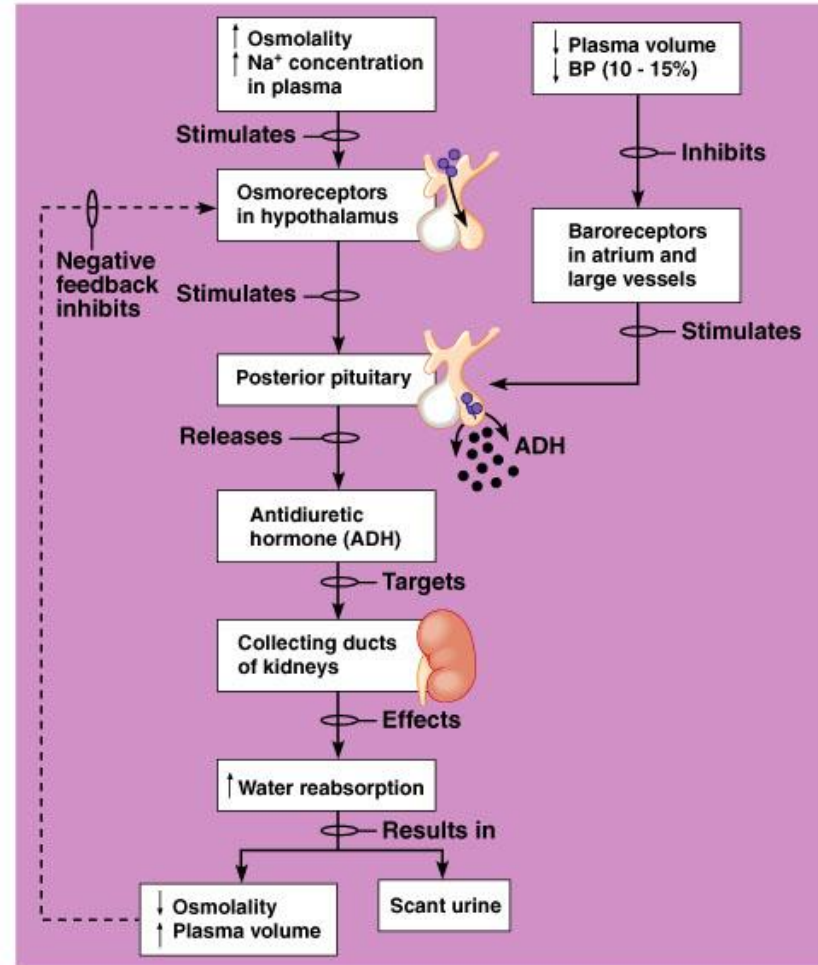 ↑ Osmolality
↑ Na⁺ concentration
in plasma
↓ Plasma volume
↓ BP (10 - 15%)
Stimulates
Inhibits
Osmoreceptors
in hypothalamus
Baroreceptors
in atrium and
large vessels
Negative
feedback
inhibits
Stimulates
Stimulates
Posterior pituitary
Releases
ADH
Antidiuretic
hormone (ADH)
Targets
Collecting ducts
of kidneys
Effects
↑ Water reabsorption
Results in
↓ Osmolality
↑ Plasma volume
Scant urine